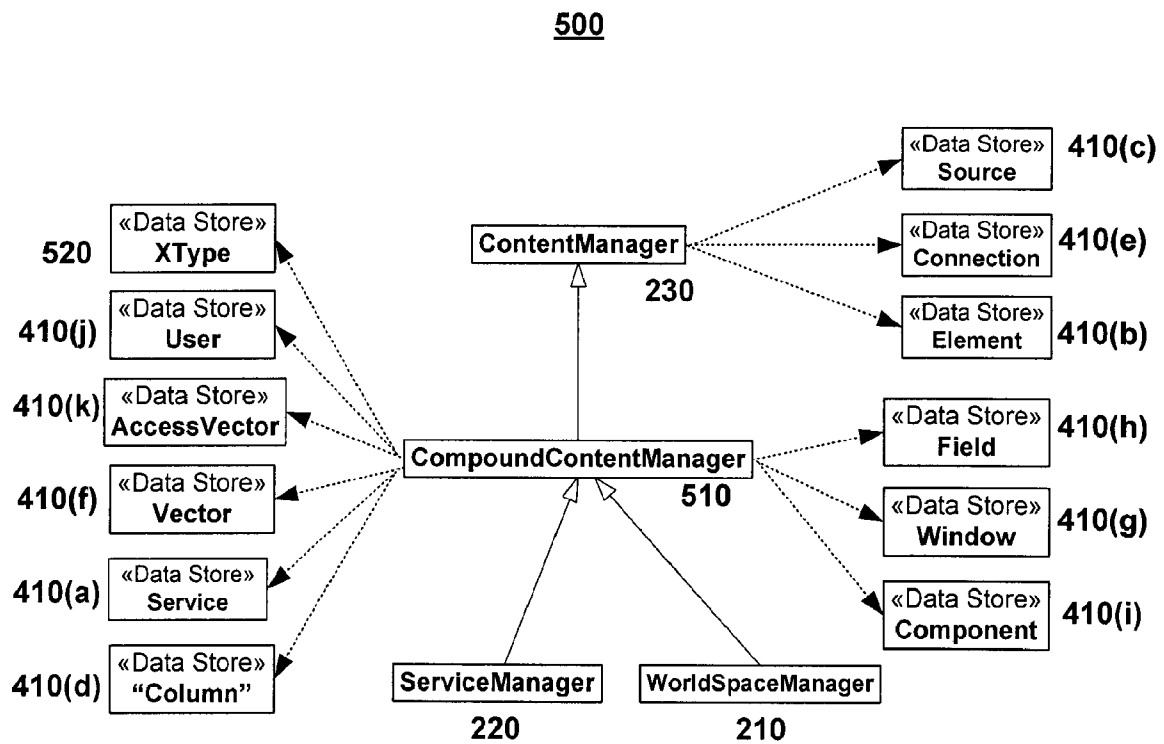 500
«Data Store»
Source
410(c)
ContentManager
230
«Data Store»
Connection
410(e)
«Data Store»
Element
410(b)
520
«Data Store»
XType
410(j)
«Data Store»
User
410(k)
«Data Store»
AccessVector
410(f)
«Data Store»
Vector
410(a)
«Data Store»
Service
410(d)
«Data Store»
“Column”
CompoundContentManager
510
«Data Store»
Field
410(h)
«Data Store»
Window
410(g)
«Data Store»
Component
410(i)
ServiceManager
220
WorldSpaceManager
210